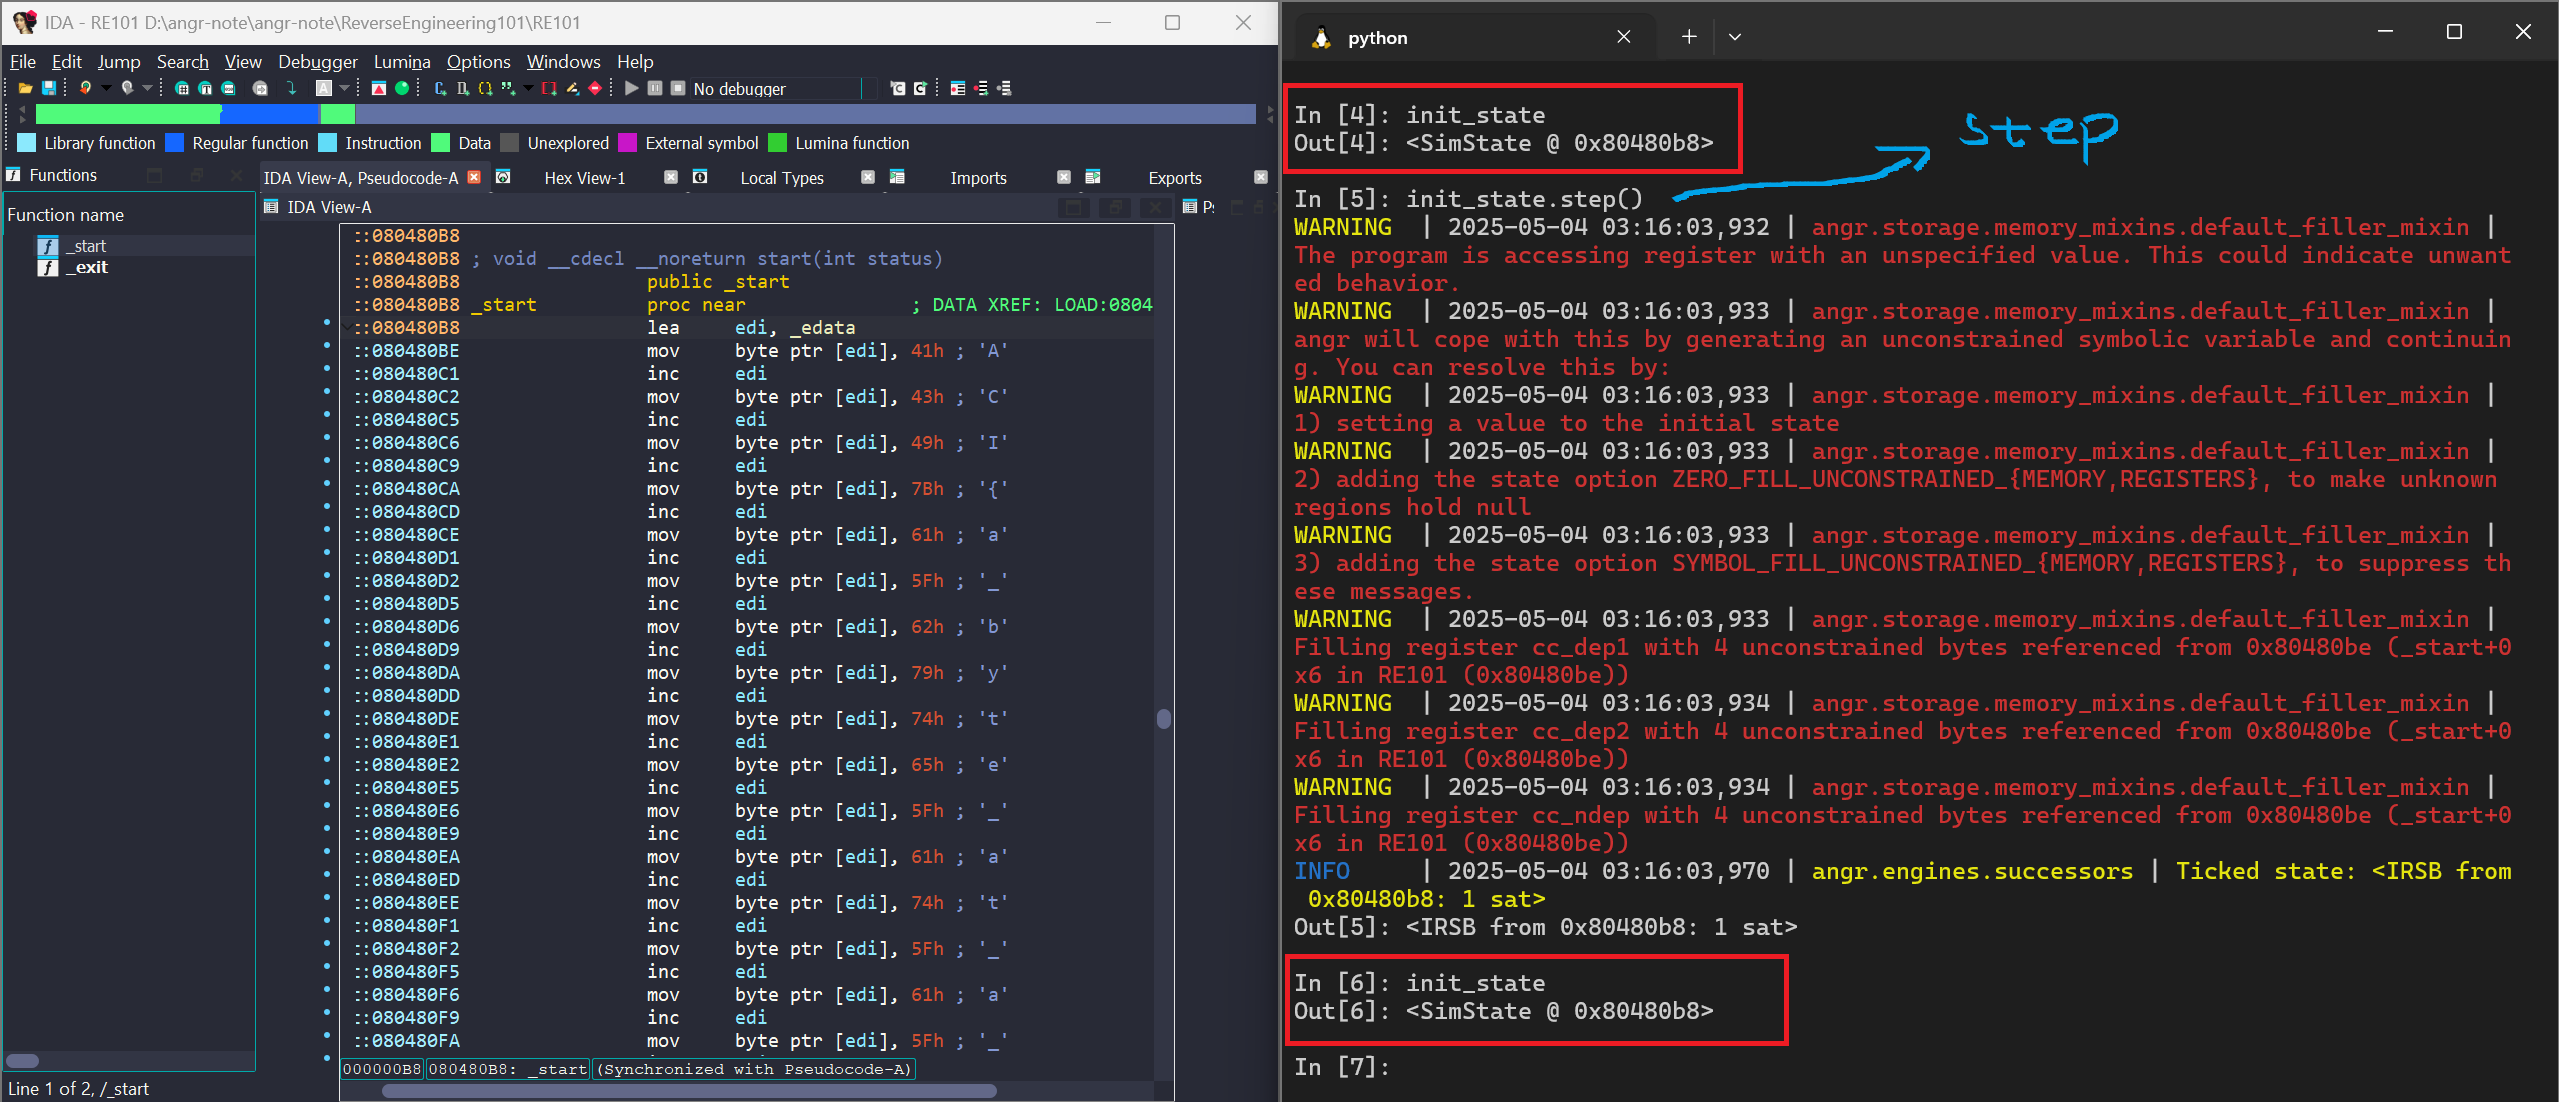 IDA - RE101 D:\angr-note\angr-note\ReverseEngineering101\RE101
File Edit Jump Search View Debugger Lumina Options Windows Help
No debugger
Library function Regular function Instruction Data Unexplored External symbol Lumina function
Functions
Function name
_start
_exit
Line 1 of 2, /_start
IDA View-A, Pseudocode-A Hex View-1 Local Types Imports Exports
IDA View-A
::080480B8
::080480B8 ; void __cdecl __noreturn start(int status)
::080480B8 public _start
::080480B8 _start proc near ; DATA XREF: LOAD:0804
::080480B8 lea edi, _edata
::080480BE mov byte ptr [edi], 41h ; 'A'
::080480C1 inc edi
::080480C2 mov byte ptr [edi], 43h ; 'C'
::080480C5 inc edi
::080480C6 mov byte ptr [edi], 49h ; 'I'
::080480C9 inc edi
::080480CA mov byte ptr [edi], 7Bh ; '{'
::080480CD inc edi
::080480CE mov byte ptr [edi], 61h ; 'a'
::080480D1 inc edi
::080480D2 mov byte ptr [edi], 5Fh ; '_'
::080480D5 inc edi
::080480D6 mov byte ptr [edi], 62h ; 'b'
::080480D9 inc edi
::080480DA mov byte ptr [edi], 79h ; 'y'
::080480DD inc edi
::080480DE mov byte ptr [edi], 74h ; 't'
::080480E1 inc edi
::080480E2 mov byte ptr [edi], 65h ; 'e'
::080480E5 inc edi
::080480E6 mov byte ptr [edi], 5Fh ; '_'
::080480E9 inc edi
::080480EA mov byte ptr [edi], 61h ; 'a'
::080480ED inc edi
::080480EE mov byte ptr [edi], 74h ; 't'
::080480F1 inc edi
::080480F2 mov byte ptr [edi], 5Fh ; '_'
::080480F5 inc edi
::080480F6 mov byte ptr [edi], 61h ; 'a'
::080480F9 inc edi
::080480FA mov byte ptr [edi], 5Fh ; '_'
000000B8 080480B8: _start (Synchronized with Pseudocode-A)
python
In [4]: init_state
Out[4]: <SimState @ 0x80480b8>
step
In [5]: init_state.step()
WARNING | 2025-05-04 03:16:03,932 | angr.storage.memory_mixins.default_filler_mixin |
The program is accessing register with an unspecified value. This could indicate unwant
ed behavior.
WARNING | 2025-05-04 03:16:03,933 | angr.storage.memory_mixins.default_filler_mixin |
angr will cope with this by generating an unconstrained symbolic variable and continuin
g. You can resolve this by:
WARNING | 2025-05-04 03:16:03,933 | angr.storage.memory_mixins.default_filler_mixin |
1) setting a value to the initial state
WARNING | 2025-05-04 03:16:03,933 | angr.storage.memory_mixins.default_filler_mixin |
2) adding the state option ZERO_FILL_UNCONSTRAINED_{MEMORY,REGISTERS}, to make unknown
regions hold null
WARNING | 2025-05-04 03:16:03,933 | angr.storage.memory_mixins.default_filler_mixin |
3) adding the state option SYMBOL_FILL_UNCONSTRAINED_{MEMORY,REGISTERS}, to suppress th
ese messages.
WARNING | 2025-05-04 03:16:03,933 | angr.storage.memory_mixins.default_filler_mixin |
Filling register cc_dep1 with 4 unconstrained bytes referenced from 0x80480be (_start+0
x6 in RE101 (0x80480be))
WARNING | 2025-05-04 03:16:03,934 | angr.storage.memory_mixins.default_filler_mixin |
Filling register cc_dep2 with 4 unconstrained bytes referenced from 0x80480be (_start+0
x6 in RE101 (0x80480be))
WARNING | 2025-05-04 03:16:03,934 | angr.storage.memory_mixins.default_filler_mixin |
Filling register cc_ndep with 4 unconstrained bytes referenced from 0x80480be (_start+0
x6 in RE101 (0x80480be))
INFO | 2025-05-04 03:16:03,970 | angr.engines.successors | Ticked state: <IRSB from
0x80480b8: 1 sat>
Out[5]: <IRSB from 0x80480b8: 1 sat>
In [6]: init_state
Out[6]: <SimState @ 0x80480b8>
In [7]: